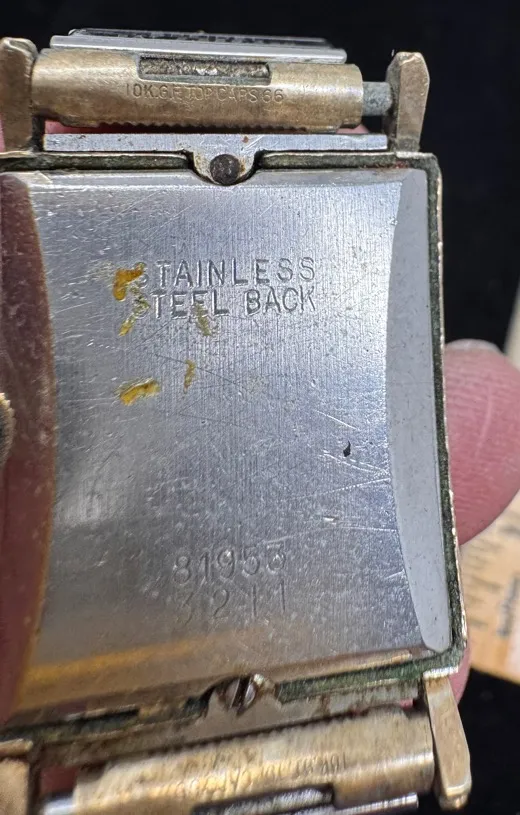 10K.G.F.TOP CAPS 66
STAINLESS
STEEL BACK
81953
3211